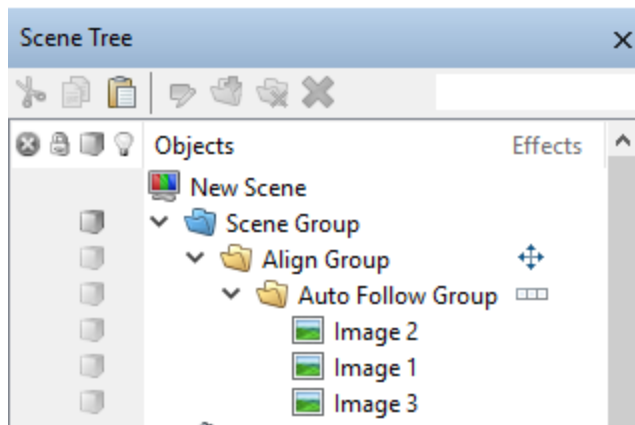 Scene Tree
Objects Effects
New Scene
Scene Group
Align Group
Auto Follow Group
Image 2
Image 1
Image 3